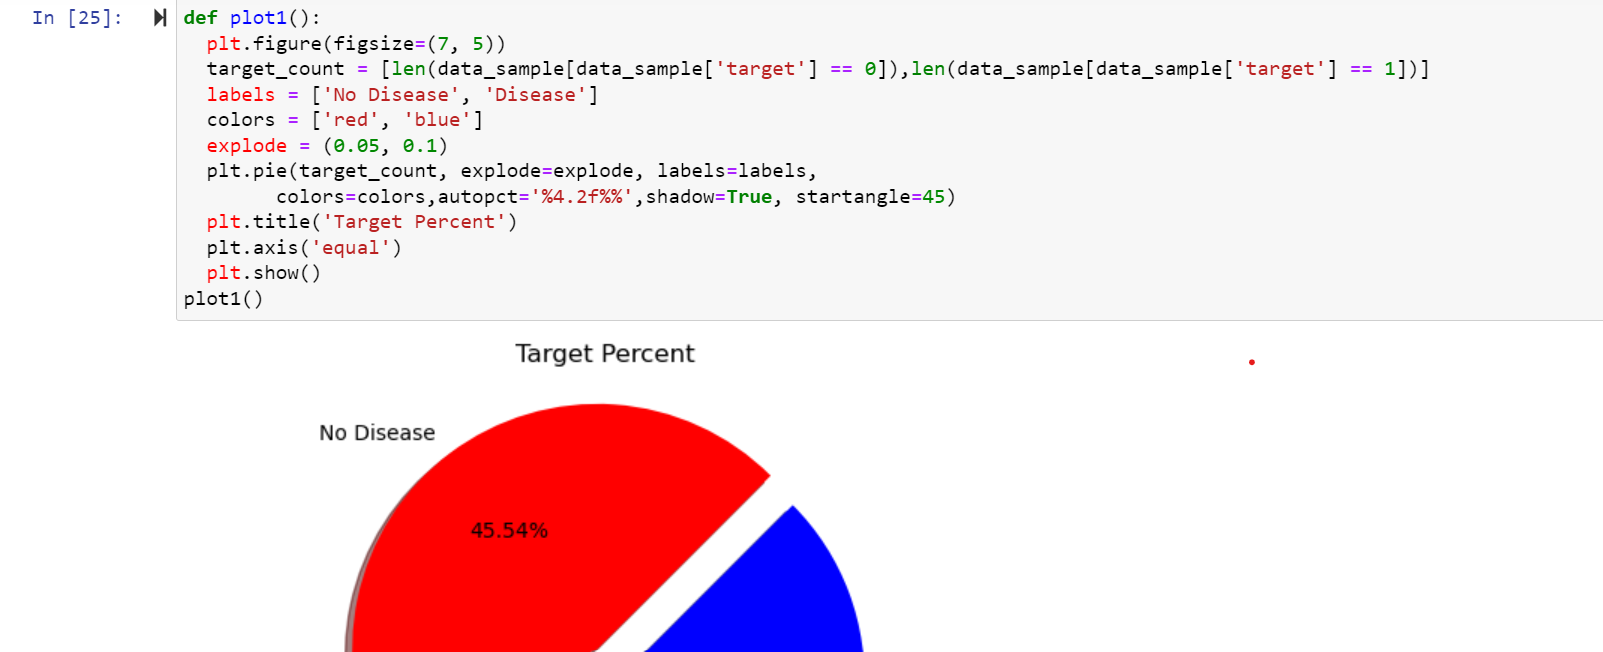 In [25]:
def plot1():
  plt.figure(figsize=(7, 5))
  target_count = [len(data_sample[data_sample['target'] == 0]),len(data_sample[data_sample['target'] == 1])]
  labels = ['No Disease', 'Disease']
  colors = ['red', 'blue']
  explode = (0.05, 0.1)
  plt.pie(target_count, explode=explode, labels=labels,
        colors=colors,autopct='%4.2f%%',shadow=True, startangle=45)
  plt.title('Target Percent')
  plt.axis('equal')
  plt.show()
plot1()
Target Percent
No Disease
45.54%